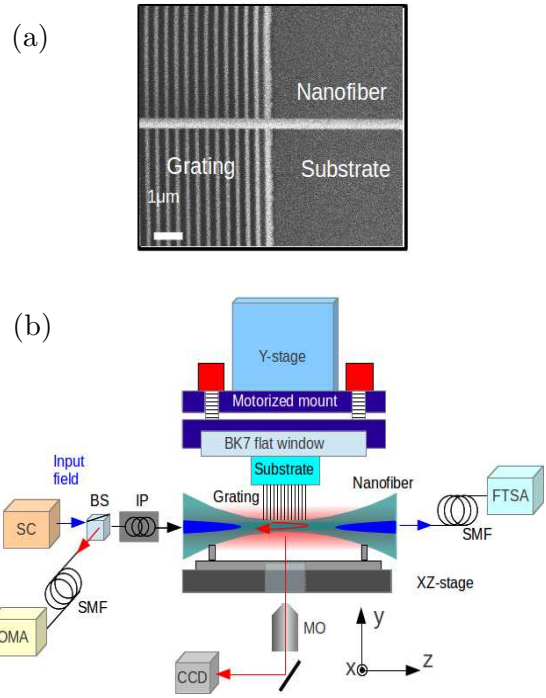 (a)
Nanofiber
Grating
Substrate
1μm
(b)
Y-stage
Motorized mount
BK7 flat window
Substrate
Grating
Nanofiber
Input
field
BS
IP
SC
FTSA
SMF
SMF
OMA
XZ-stage
MO
CCD
y
x
z